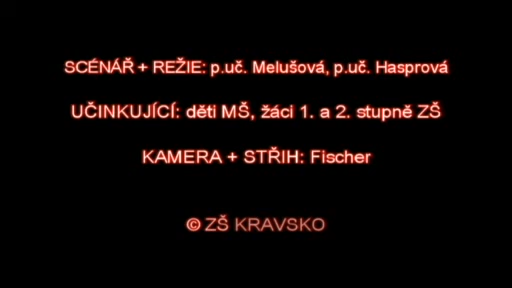 SCÉNÁŘ + REŽIE: p.uč. Melušová, p.uč. Hasprová
UČINKUJÍCÍ: děti MŠ, žáci 1. a 2. stupně ZŠ
KAMERA + STŘIH: Fischer
© ZŠ KRAVSKO